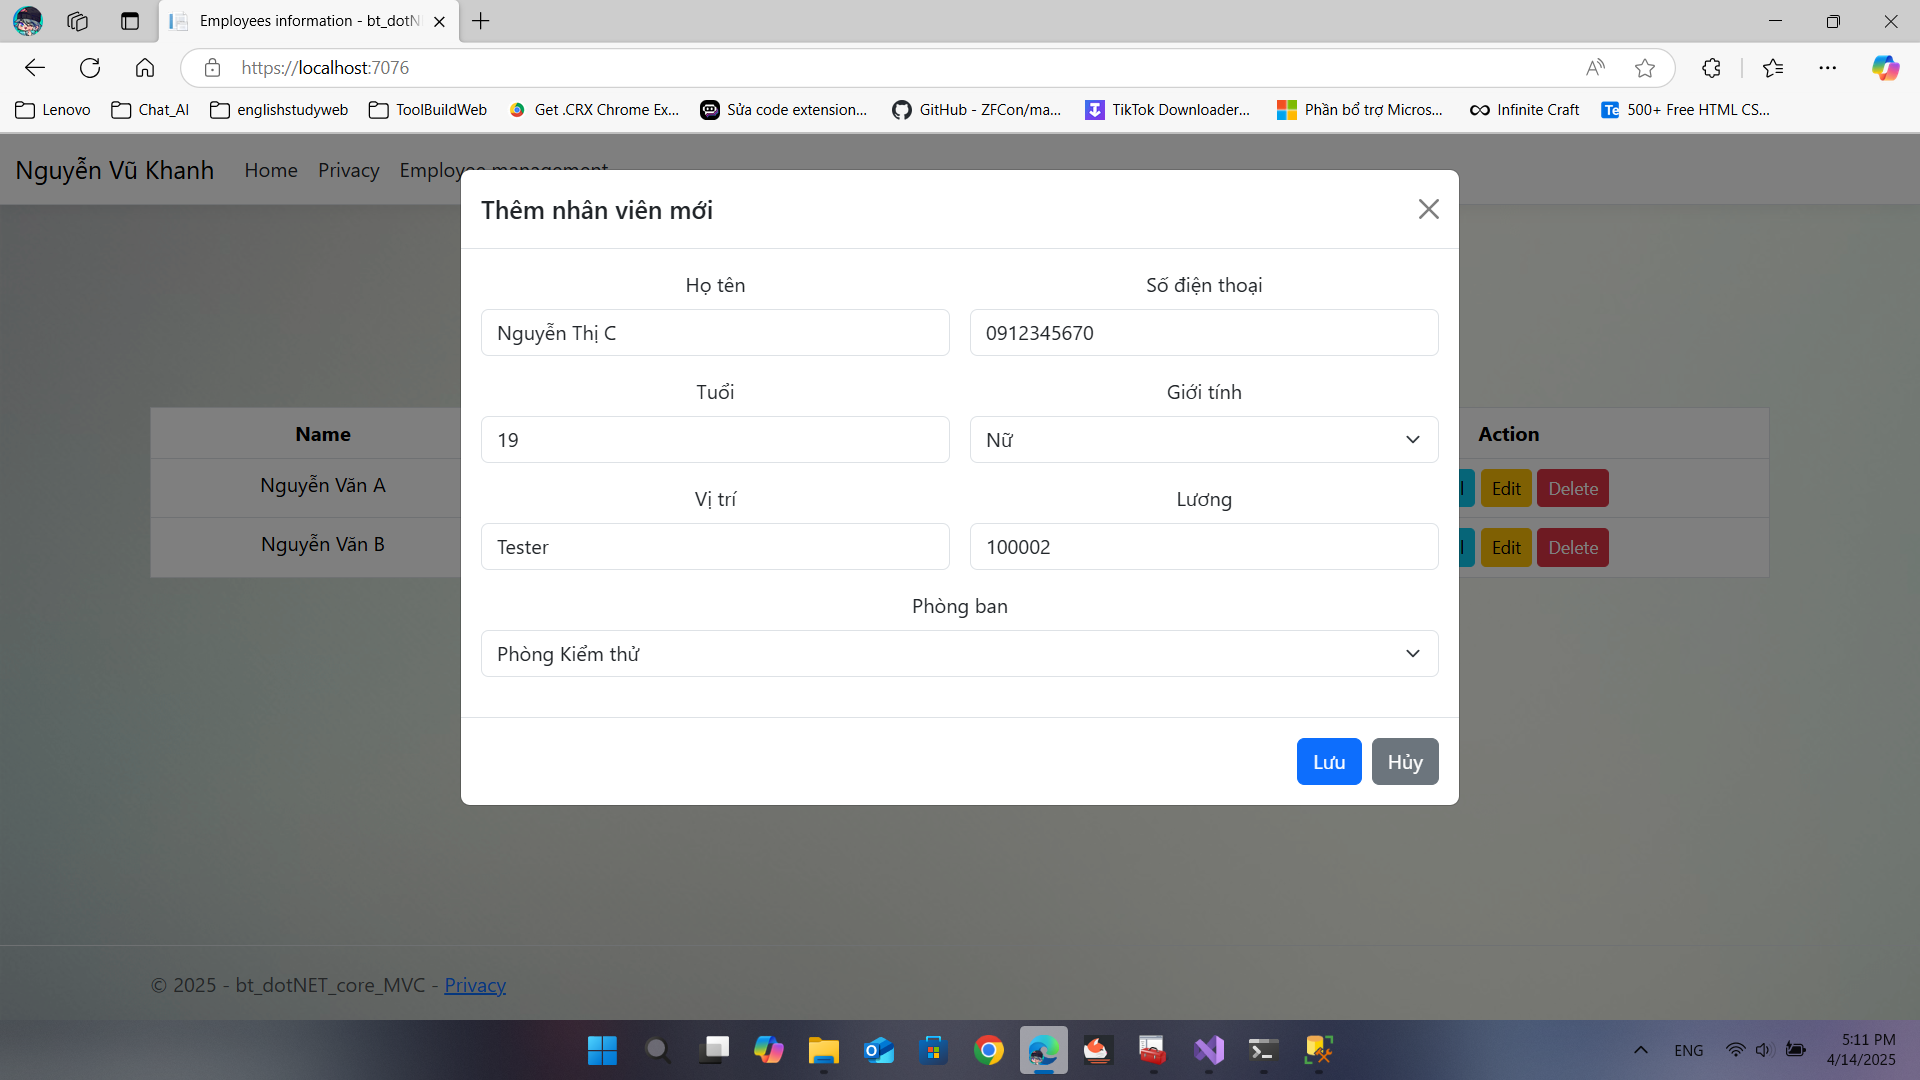 Employees information - bt_dotN
https://localhost:7076
Lenovo Chat_AI englishstudyweb ToolBuildWeb Get .CRX Chrome Ex... Sửa code extension... GitHub - ZFCon/ma... TikTok Downloader... Phần bổ trợ Micros... Infinite Craft 500+ Free HTML CS...
Nguyễn Vũ Khanh Home Privacy Employee management
Thêm nhân viên mới
Họ tên Số điện thoại
Nguyễn Thị C 0912345670
Tuổi Giới tính
19 Nữ
Vị trí Lương
Tester 100002
Phòng ban
Phòng Kiểm thử
Lưu Hủy
Name Action
Nguyễn Văn A l Edit Delete
Nguyễn Văn B l Edit Delete
© 2025 - bt_dotNET_core_MVC - Privacy
ENG 5:11 PM
4/14/2025